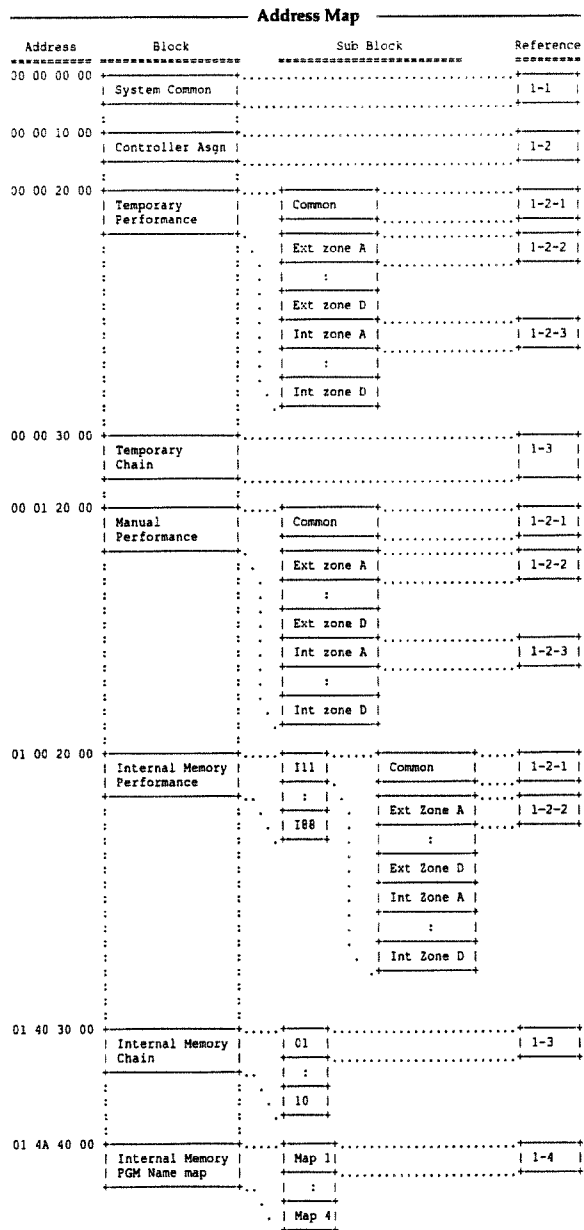 Address Map
Address Block Sub Block Reference
00 00 00 00 System Common 1-1
00 00 10 00 Controller Asgn 1-2
00 00 20 00 Temporary Performance Common 1-2-1
Ext zone A 1-2-2
:
Ext zone D
Int zone A 1-2-3
:
Int zone D
00 00 30 00 Temporary Chain 1-3
00 01 20 00 Manual Performance Common 1-2-1
Ext zone A 1-2-2
:
Ext zone D
Int zone A 1-2-3
:
Int zone D
01 00 20 00 Internal Memory Performance I11 Common 1-2-1
: Ext Zone A 1-2-2
I88 :
Ext Zone D
Int Zone A
:
Int Zone D
01 40 30 00 Internal Memory Chain 01 1-3
:
10
01 4A 40 00 Internal Memory PGM Name map Map 1 1-4
:
Map 4